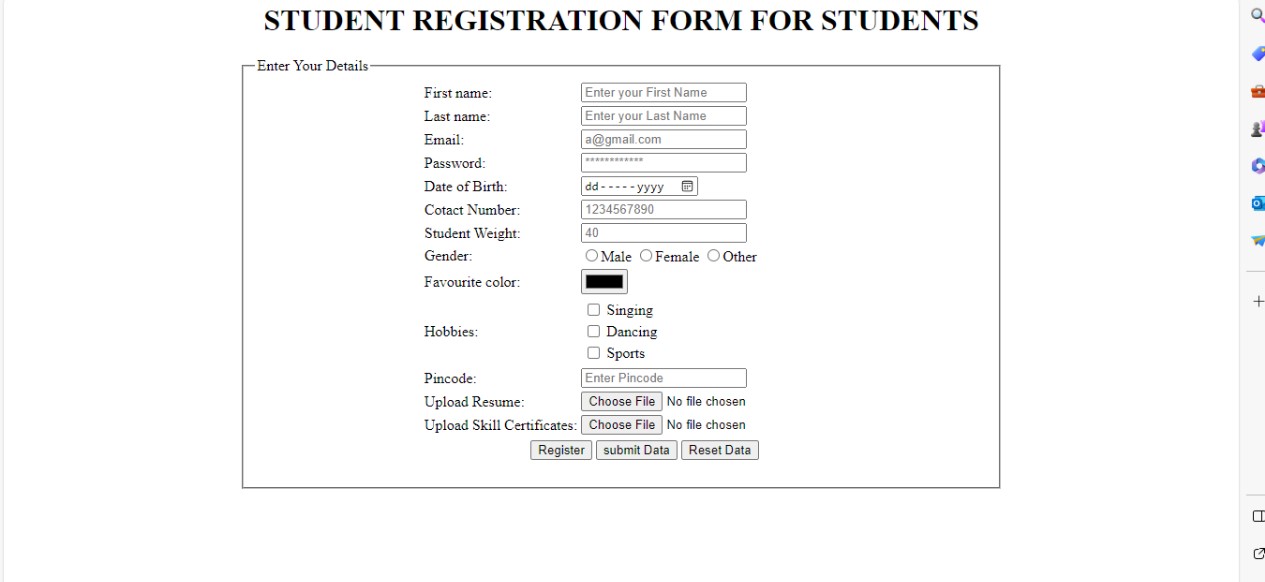 STUDENT REGISTRATION FORM FOR STUDENTS
Enter Your Details
First name: Enter your First Name
Last name: Enter your Last Name
Email: a@gmail.com
Password: ************
Date of Birth: dd-----yyyy
Cotact Number: 1234567890
Student Weight: 40
Gender: Male Female Other
Favourite color:
Singing
Hobbies: Dancing
Sports
Pincode: Enter Pincode
Upload Resume: Choose File No file chosen
Upload Skill Certificates: Choose File No file chosen
Register submit Data Reset Data